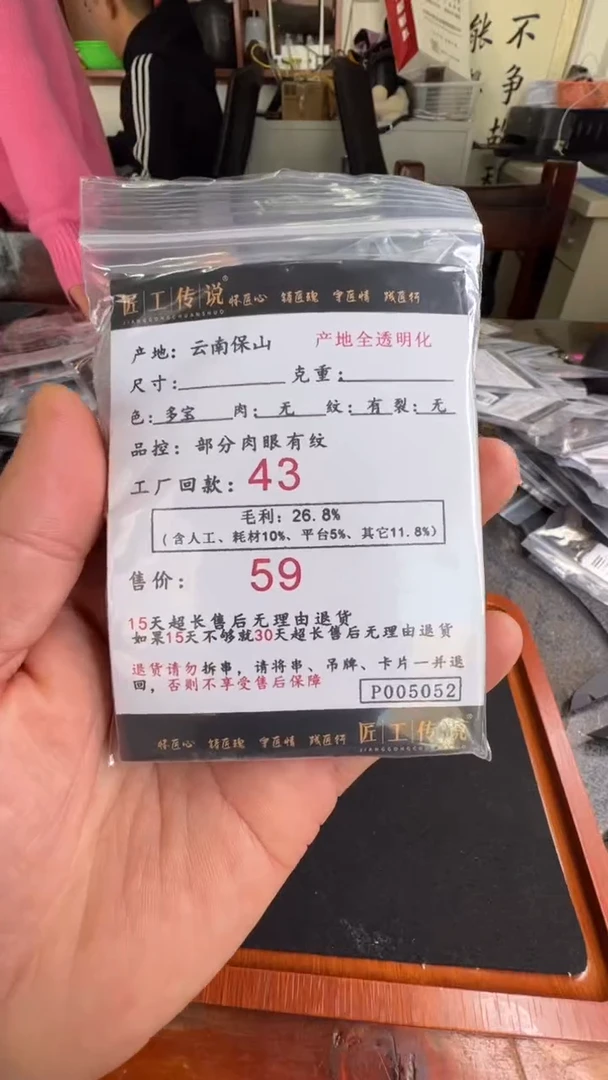 能 不
争
匠|工|传|说® 怀匠心 铸匠魂 守匠情 践匠行
JIANGGONGCHUANSHUO
产地：云南保山 产地全透明化
尺寸： 克重：
色：多宝 肉：无 纹：有 裂：无
品控：部分肉眼有纹
工厂回款：43
毛利：26.8%
（含人工、耗材10%、平台5%、其它11.8%）
售价：59
15天超长售后无理由退货
如果15天不够就30天超长售后无理由退货
退货请勿拆串，请将串、吊牌、卡片一并退
回，否则不享受售后保障 P005052
怀匠心 铸匠魂 守匠情 践匠行 匠|工|传|说